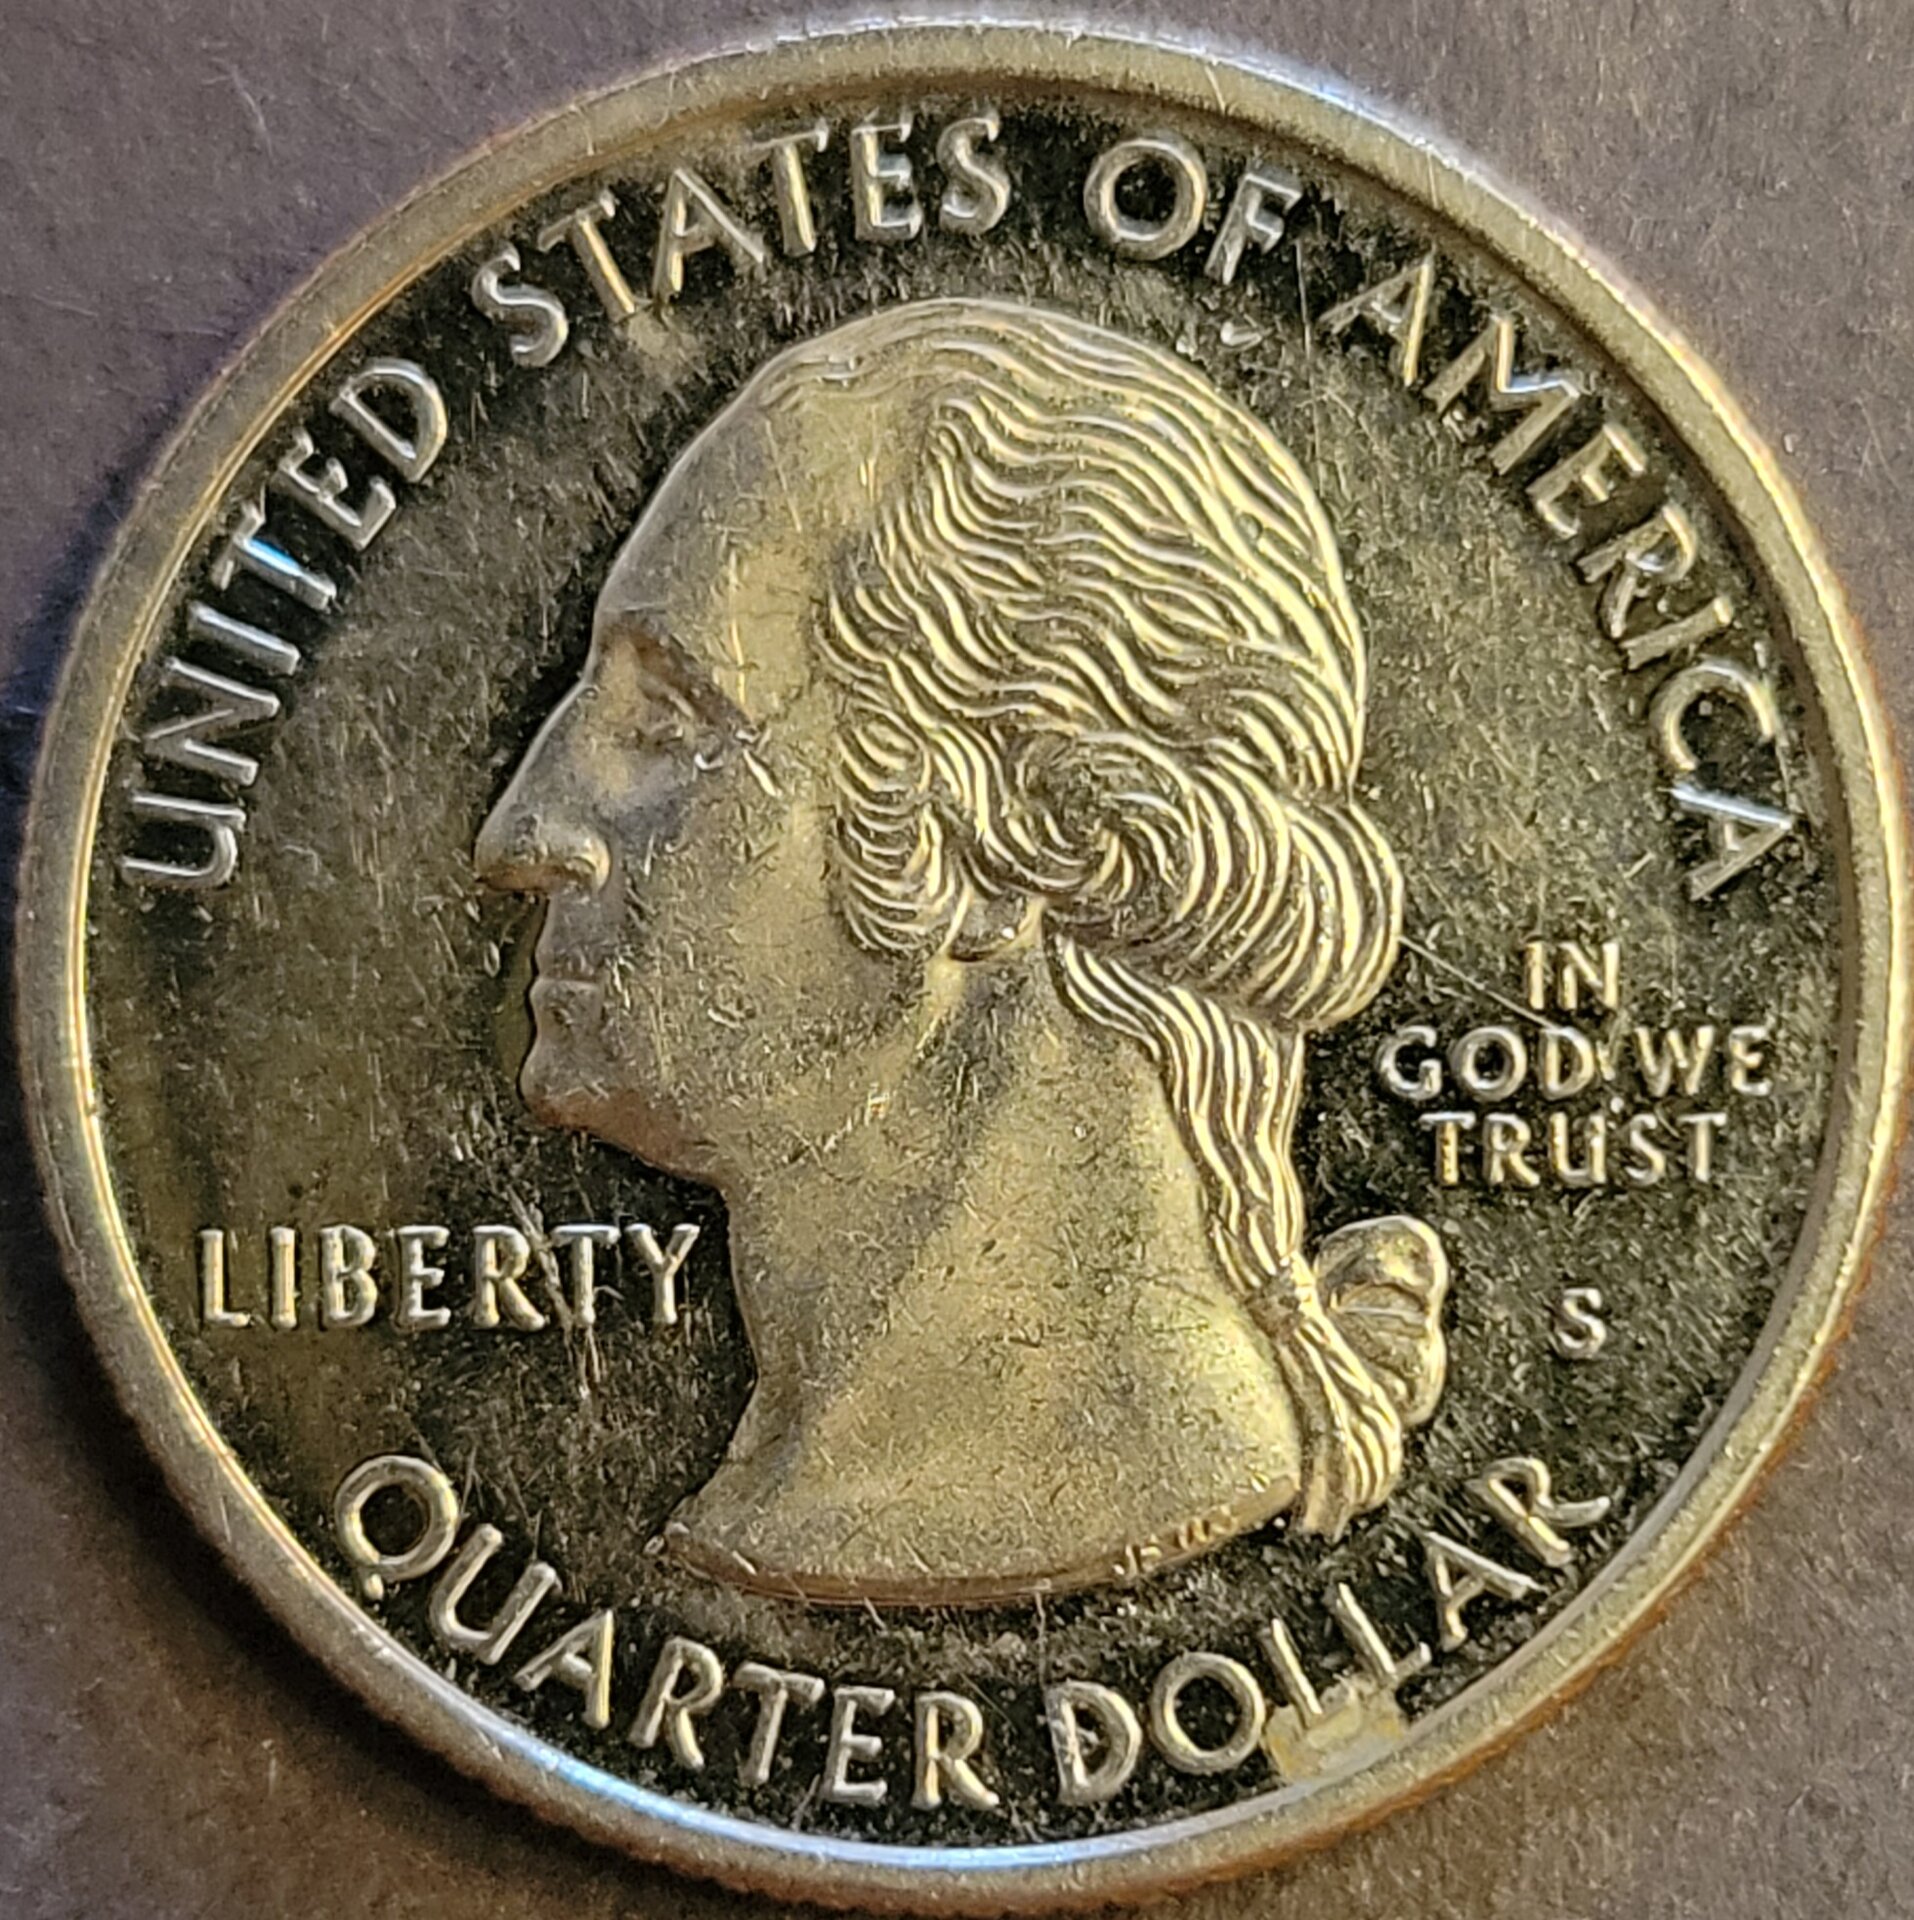 UNITED STATES OF AMERICA
IN
GOD WE
TRUST
LIBERTY
S
QUARTER DOLLAR